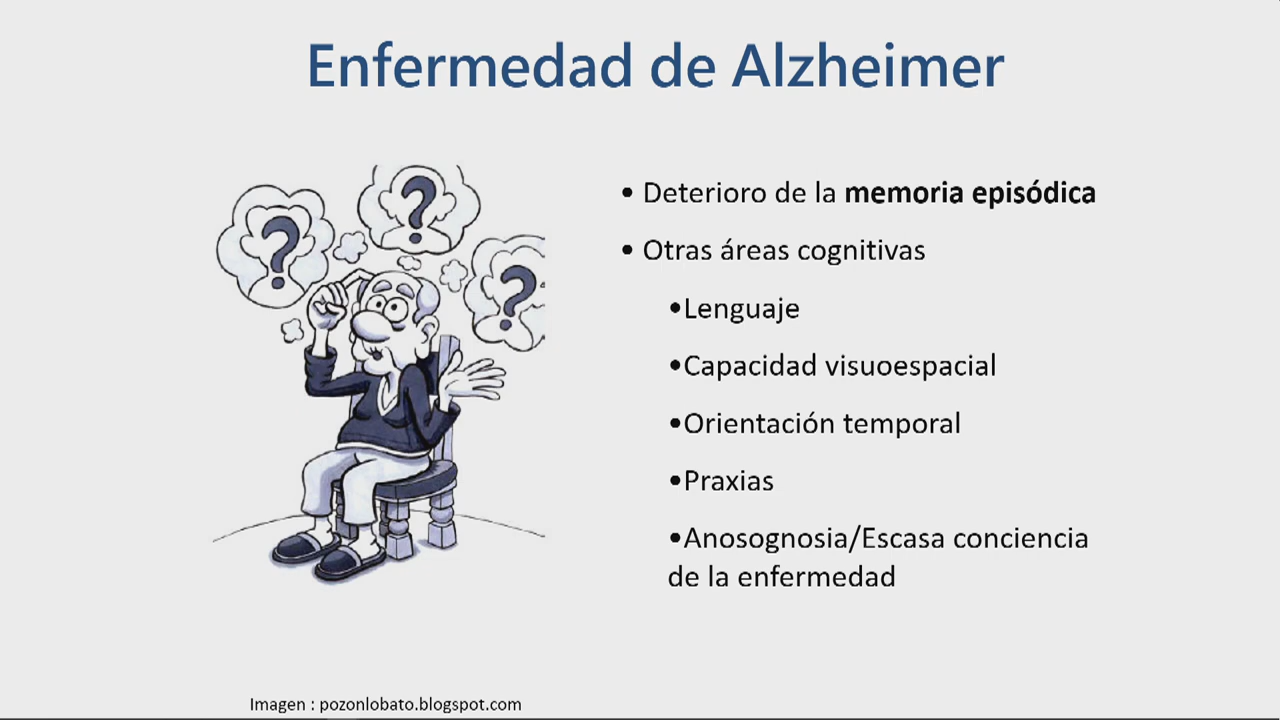 Enfermedad de Alzheimer
? ? ?
• Deterioro de la memoria episódica
• Otras áreas cognitivas
•Lenguaje
•Capacidad visuoespacial
•Orientación temporal
•Praxias
•Anosognosia/Escasa conciencia
de la enfermedad
Imagen : pozonlobato.blogspot.com